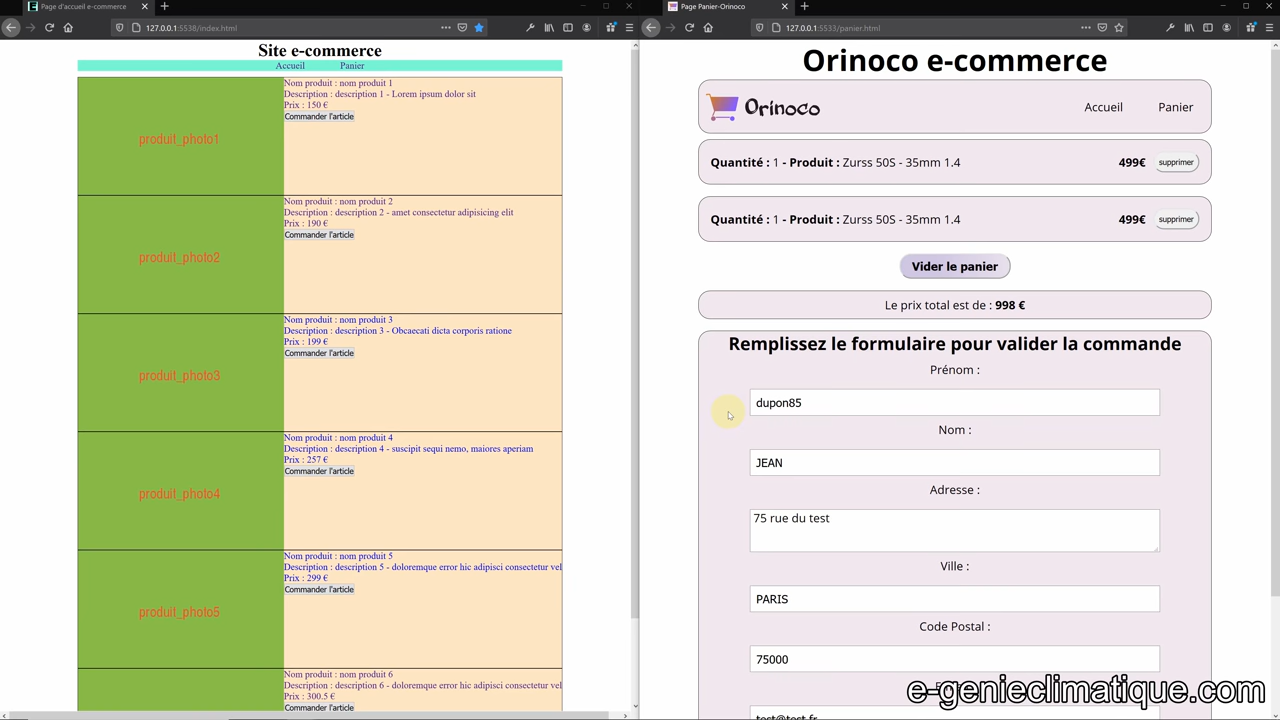 Page d'accueil e-commerce
127.0.0.1:5538/index.html
Site e-commerce
Accueil Panier
produit_photo1
Nom produit : nom produit 1
Description : description 1 - Lorem ipsum dolor sit
Prix : 150 €
Commander l'article
produit_photo2
Nom produit : nom produit 2
Description : description 2 - amet consectetur adipisicing elit
Prix : 190 €
Commander l'article
produit_photo3
Nom produit : nom produit 3
Description : description 3 - Obcaecati dicta corporis ratione
Prix : 199 €
Commander l'article
produit_photo4
Nom produit : nom produit 4
Description : description 4 - suscipit sequi nemo, maiores aperiam
Prix : 257 €
Commander l'article
produit_photo5
Nom produit : nom produit 5
Description : description 5 - doloremque error hic adipisci consectetur vel
Prix : 299 €
Commander l'article
Nom produit : nom produit 6
Description : description 6 - doloremque error hic adipisci consectetur vel
Prix : 300.5 €
Commander l'article
Page Panier-Orinoco
127.0.0.1:5533/panier.html
Orinoco e-commerce
Orinoco Accueil Panier
Quantité : 1 - Produit : Zurss 50S - 35mm 1.4 499€ supprimer
Quantité : 1 - Produit : Zurss 50S - 35mm 1.4 499€ supprimer
Vider le panier
Le prix total est de : 998 €
Remplissez le formulaire pour valider la commande
Prénom :
dupon85
Nom :
JEAN
Adresse :
75 rue du test
Ville :
PARIS
Code Postal :
75000
e-genieclimatique.com
test@test.fr